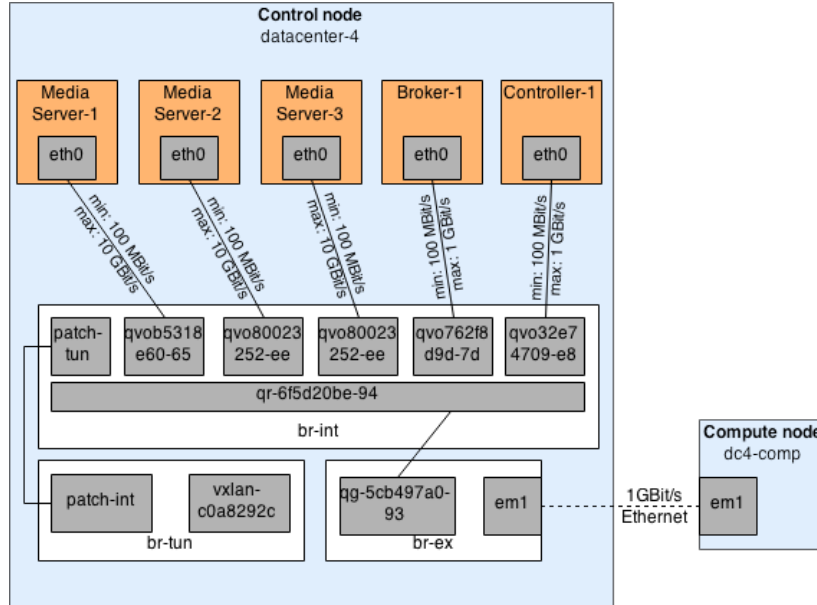 Control node
datacenter-4
Media
Server-1
Media
Server-2
Media
Server-3
Broker-1
Controller-1
eth0
eth0
eth0
eth0
eth0
min: 100 MBit/s
max: 10 GBit/s
min: 100 MBit/s
max: 10 GBit/s
min: 100 MBit/s
max: 10 GBit/s
min: 100 MBit/s
max: 1 GBit/s
min: 100 MBit/s
max: 1 GBit/s
patch-
tun
qvob5318
e60-65
qvo80023
252-ee
qvo80023
252-ee
qvo762f8
d9d-7d
qvo32e7
4709-e8
qr-6f5d20be-94
br-int
patch-int
vxlan-
c0a8292c
br-tun
qg-5cb497a0-
93
em1
br-ex
1GBit/s
Ethernet
Compute node
dc4-comp
em1